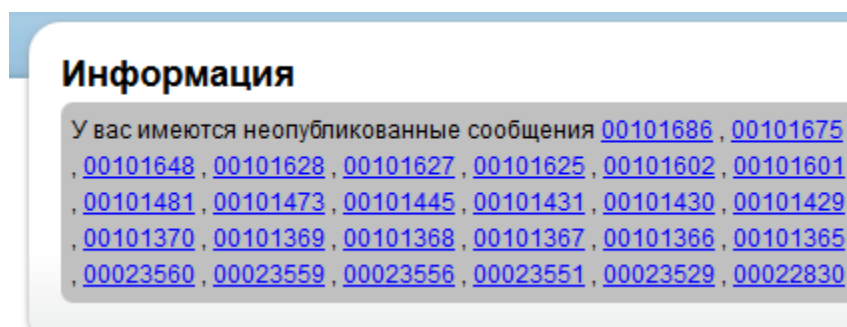 Информация
У вас имеются неопубликованные сообщения 00101686 , 00101675
, 00101648 , 00101628 , 00101627 , 00101625 , 00101602 , 00101601
, 00101481 , 00101473 , 00101445 , 00101431 , 00101430 , 00101429
, 00101370 , 00101369 , 00101368 , 00101367 , 00101366 , 00101365
, 00023560 , 00023559 , 00023556 , 00023551 , 00023529 , 00022830